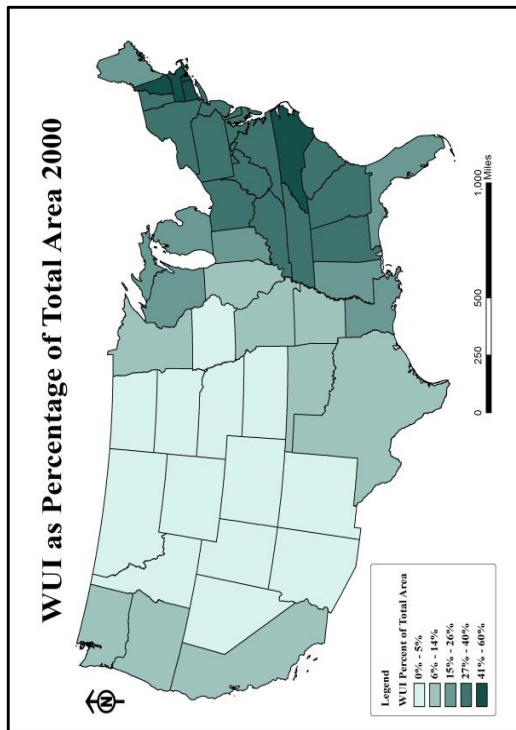 WUI as Percentage of Total Area 2000
N
Legend
WUI Percent of Total Area
0% - 5%
6% - 14%
15% - 26%
27% - 40%
41% - 60%
0 250 500 1,000
Miles